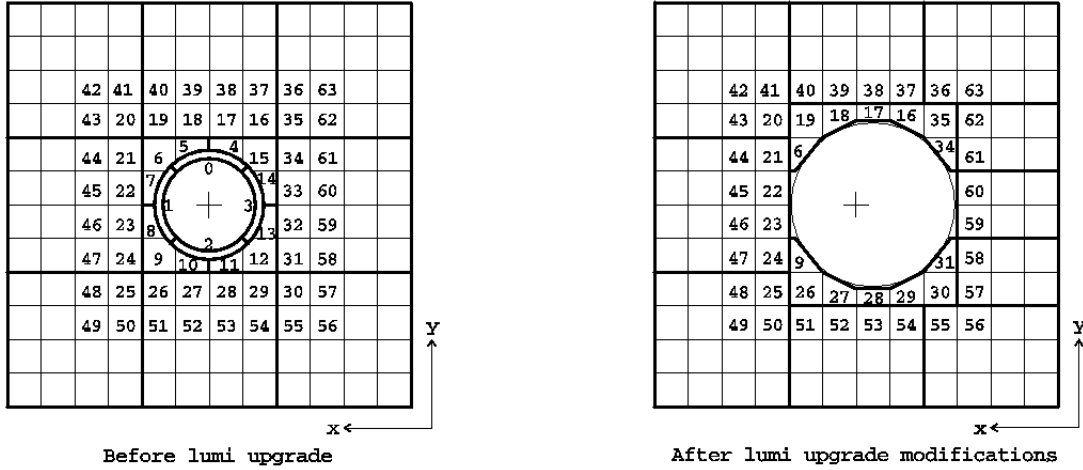 42 41 40 39 38 37 36 63
43 20 19 18 17 16 35 62
5 4
44 21 6 15 34 61
0
7 14
45 22 33 60
1 3
46 23 8 13 32 59
2
47 24 9 10 11 12 31 58
48 25 26 27 28 29 30 57
49 50 51 52 53 54 55 56
y
x
Before lumi upgrade
42 41 40 39 38 37 36 63
43 20 19 18 17 16 35 62
44 21 6 34 61
45 22 60
46 23 59
47 24 9 31 58
48 25 26 27 28 29 30 57
49 50 51 52 53 54 55 56
y
x
After lumi upgrade modifications